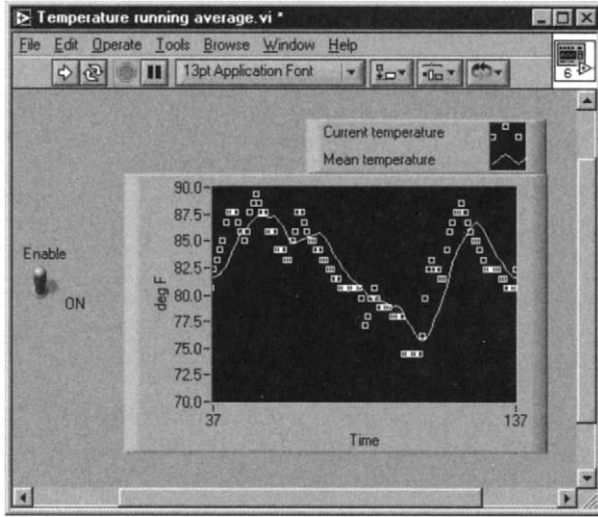 Temperature running average.vi *
File Edit Operate Tools Browse Window Help
13pt Application Font
6
Current temperature
Mean temperature
Enable
ON
90.0
87.5
85.0
82.5
80.0
77.5
75.0
72.5
70.0
deg F
37 137
Time